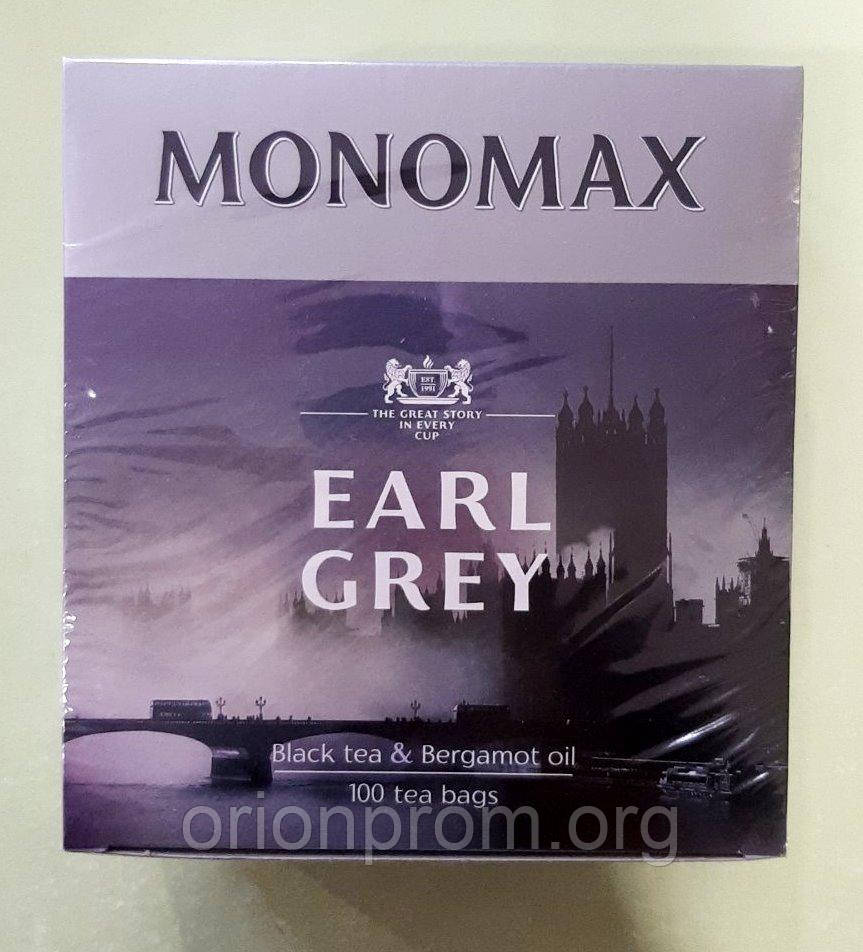 MONOMAX
EST.
1991
THE GREAT STORY
IN EVERY
CUP
EARL
GREY
Black tea & Bergamot oil
100 tea bags
orionprom.org